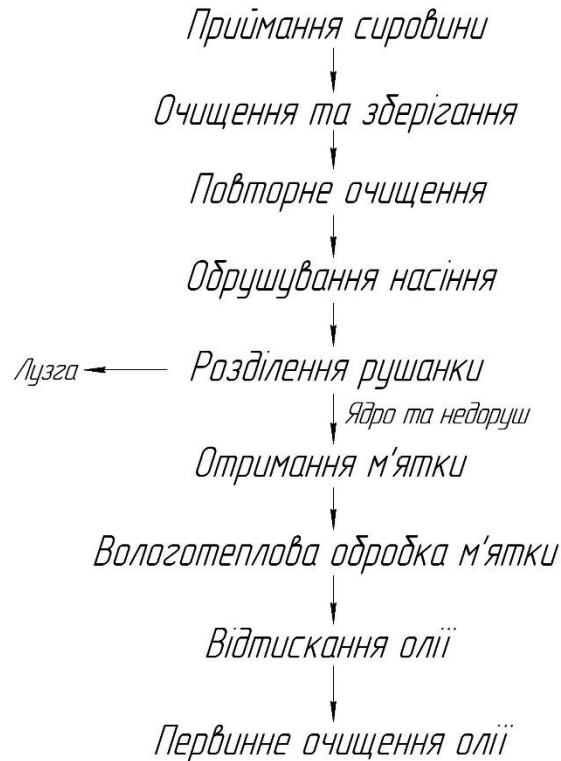 Приймання сировини
Очищення та зберігання
Повторне очищення
Обрушування насіння
Лузга
Розділення рушанки
Ядро та недоруш
Отримання м'ятки
Вологотеплова обробка м'ятки
Відтискання олії
Первинне очищення олії